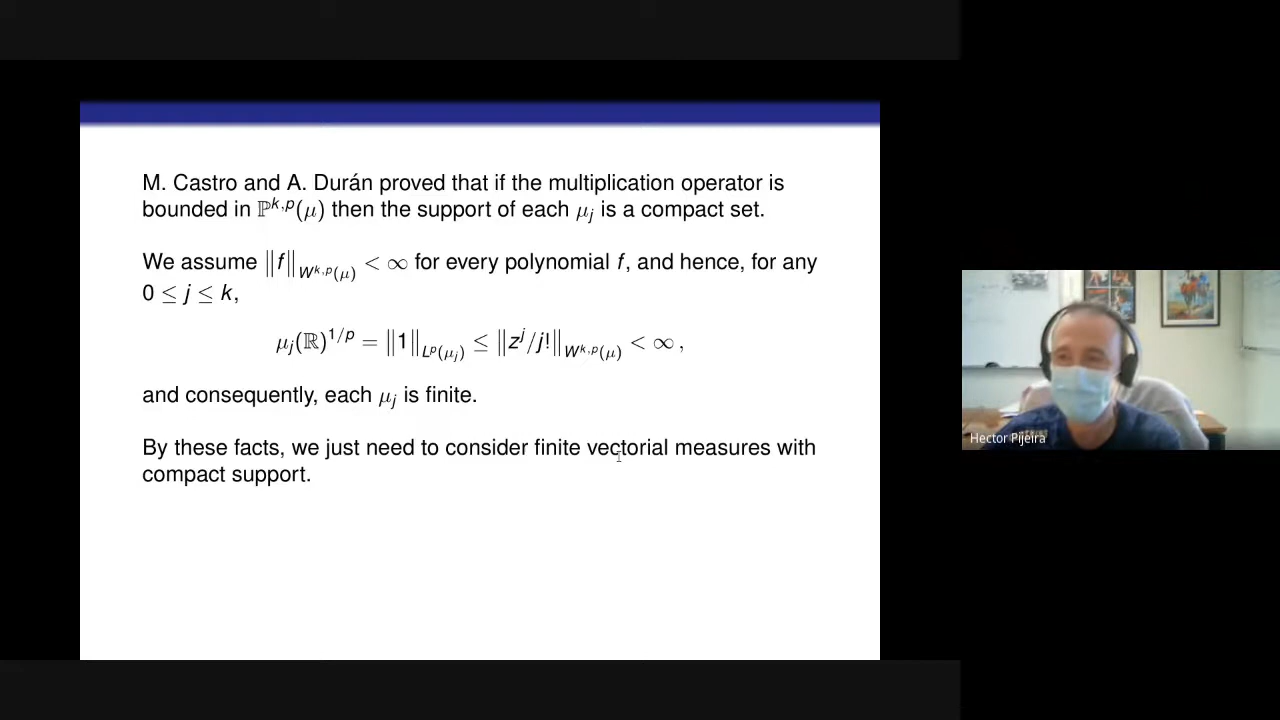 M. Castro and A. Durán proved that if the multiplication operator is
bounded in ℙ^{k,p}(μ) then the support of each μ_j is a compact set.
We assume ‖f‖_{W^{k,p}(μ)} < ∞ for every polynomial f, and hence, for any
0 ≤ j ≤ k,
μ_j(ℝ)^{1/p} = ‖1‖_{L^p(μ_j)} ≤ ‖z^j/j!‖_{W^{k,p}(μ)} < ∞ ,
and consequently, each μ_j is finite.
By these facts, we just need to consider finite vectorial measures with
compact support.
Hector Pijeira